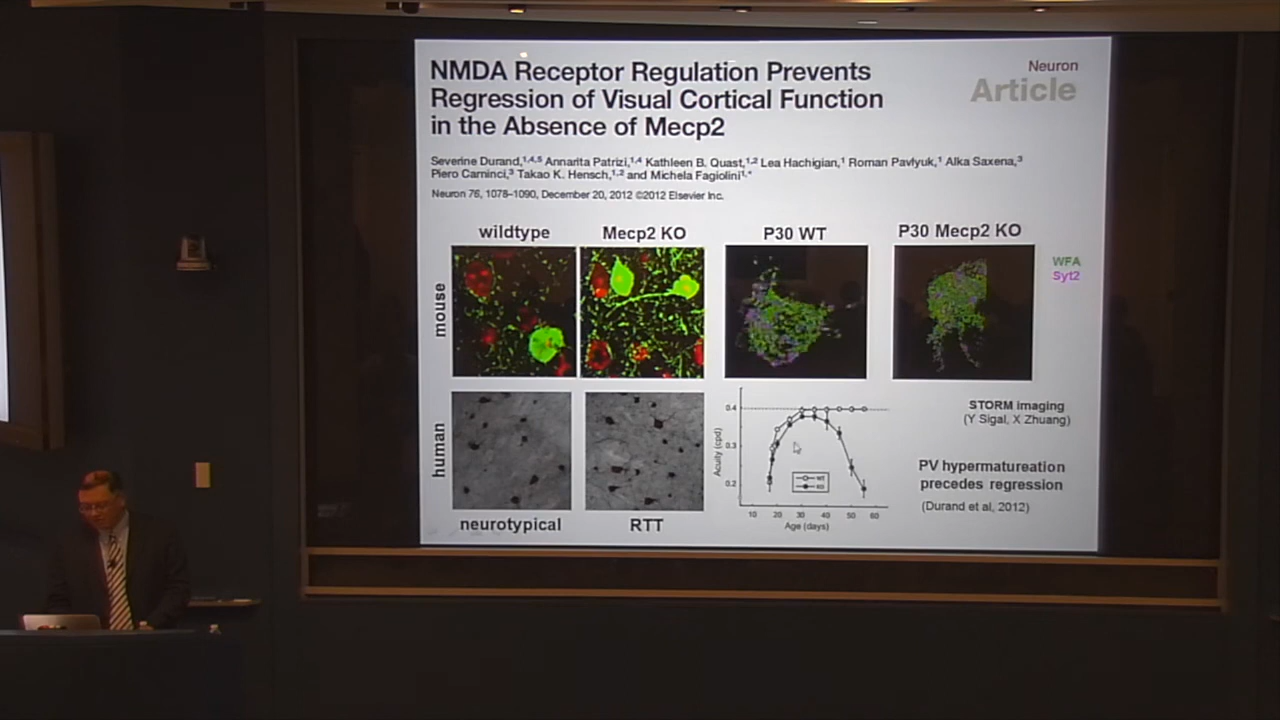 NMDA Receptor Regulation Prevents
Regression of Visual Cortical Function
in the Absence of Mecp2
Neuron
Article
Severine Durand,1,4,5 Annarita Patrizi,1,4 Kathleen B. Quast,1,2 Lea Hachigian,1 Roman Pavlyuk,1 Alka Saxena,3
Piero Carninci,3 Takao K. Hensch,1,2 and Michela Fagiolini1,*
Neuron 76, 1078–1090, December 20, 2012 ©2012 Elsevier Inc.
wildtype
Mecp2 KO
P30 WT
P30 Mecp2 KO
mouse
WFA
Syt2
human
neurotypical
RTT
Acuity (cpd)
0.4
0.3
0.2
WT
KO
10 20 30 40 50 60
Age (days)
STORM imaging
(Y Sigal, X Zhuang)
PV hypermatureation
precedes regression
(Durand et al, 2012)